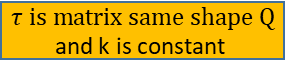 τ is matrix same shape Q
and k is constant